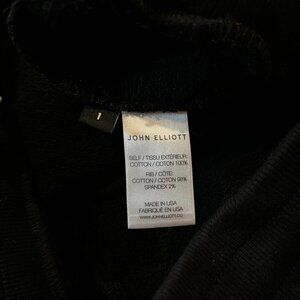 1
JOHN ELLIOTT
SELF / TISSU EXTÉRIEUR:
COTTON / COTON 100%
RIB / CÔTE:
COTTON / COTON 98%
SPANDEX 2%
MADE IN USA
FABRIQUÉ EN USA
WWW.JOHNELLIOTT.CO